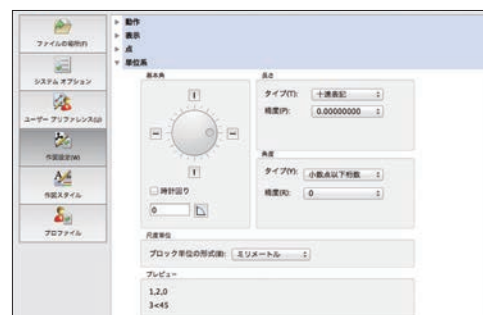 ファイルの場所(F)
システム オプション
ユーザー プリファレンス(U)
作図設定(W)
作図スタイル
プロファイル
動作
表示
点
単位系
基本角
時計回り
0
長さ
タイプ(T): 十進表記
精度(P): 0.00000000
角度
タイプ(Y): 小数点以下桁数
精度(R): 0
尺度単位
ブロック単位の形式(B): ミリメートル
プレビュー
1,2,0
3<45